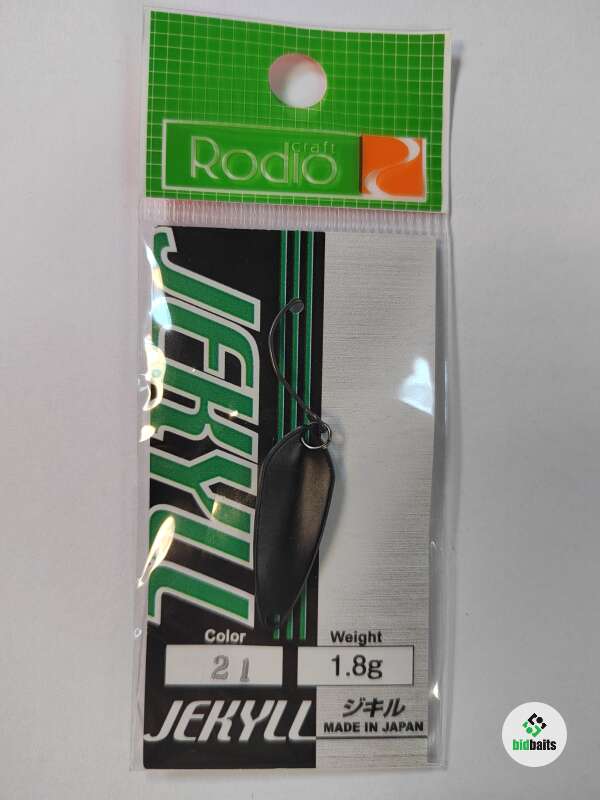 Craft
Rodio
JEKYLL
Color
Weight
21
1.8g
JEKYLL
ジキル
MADE IN JAPAN
bidbaits